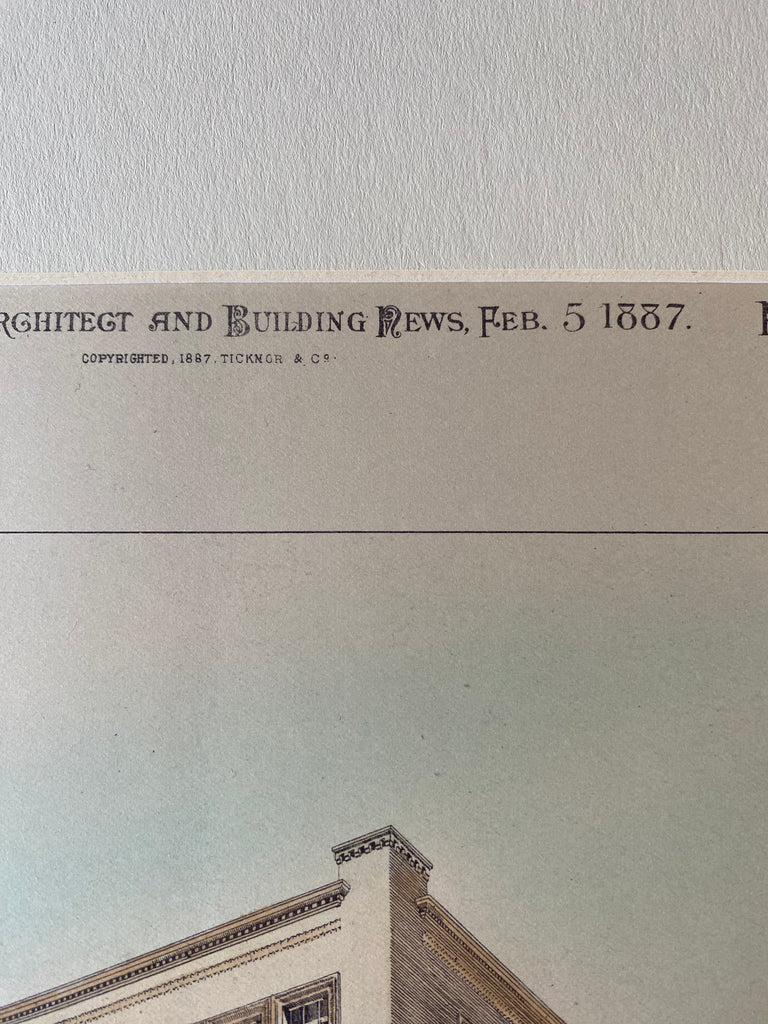 RCHITECT AND BUILDING NEWS, FEB. 5 1887.
COPYRIGHTED, 1887. TICKNOR & CO.